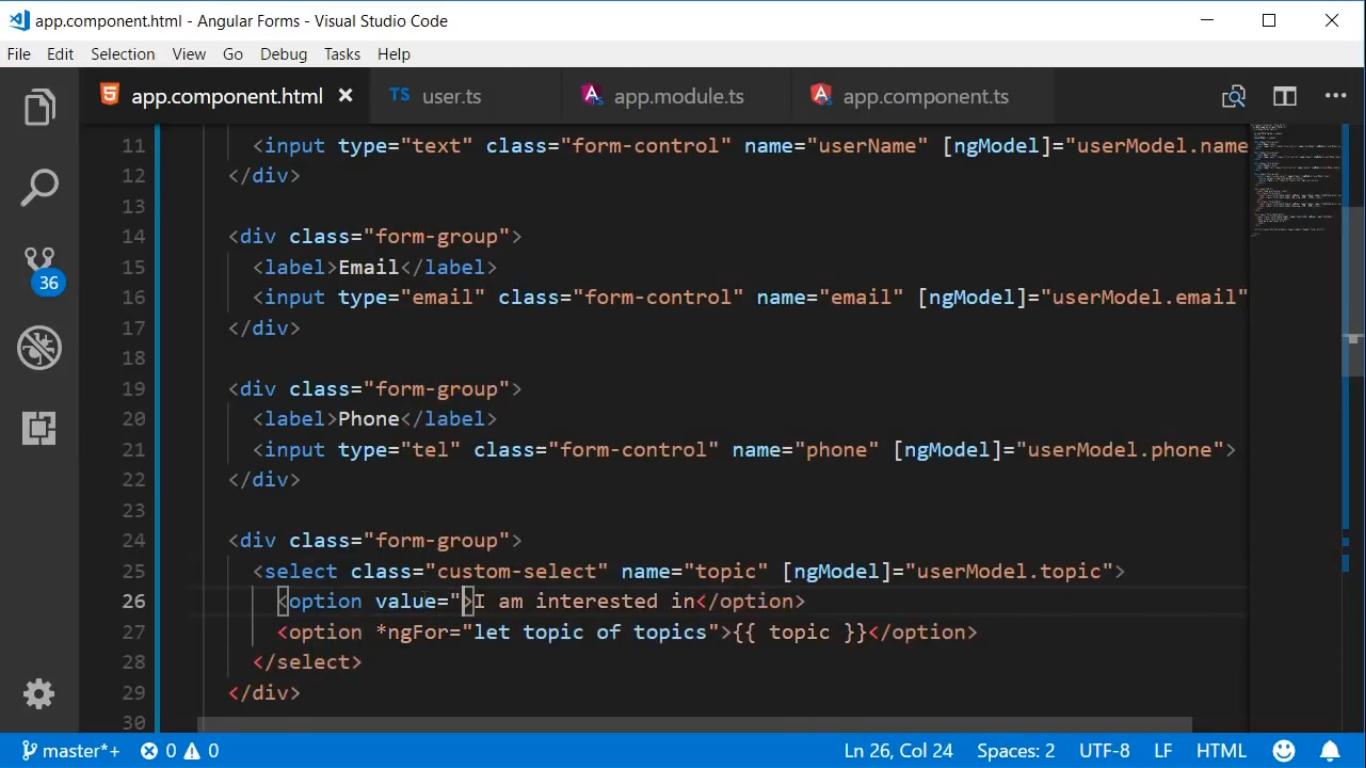 app.component.html - Angular Forms - Visual Studio Code
File Edit Selection View Go Debug Tasks Help
app.component.html TS user.ts app.module.ts app.component.ts
11 <input type="text" class="form-control" name="userName" [ngModel]="userModel.name
12 </div>
13
14 <div class="form-group">
15 <label>Email</label>
16 <input type="email" class="form-control" name="email" [ngModel]="userModel.email"
17 </div>
18
19 <div class="form-group">
20 <label>Phone</label>
21 <input type="tel" class="form-control" name="phone" [ngModel]="userModel.phone">
22 </div>
23
24 <div class="form-group">
25 <select class="custom-select" name="topic" [ngModel]="userModel.topic">
26 <option value=">I am interested in</option>
27 <option *ngFor="let topic of topics">{{ topic }}</option>
28 </select>
29 </div>
30
36
master*+ 0 0 Ln 26, Col 24 Spaces: 2 UTF-8 LF HTML